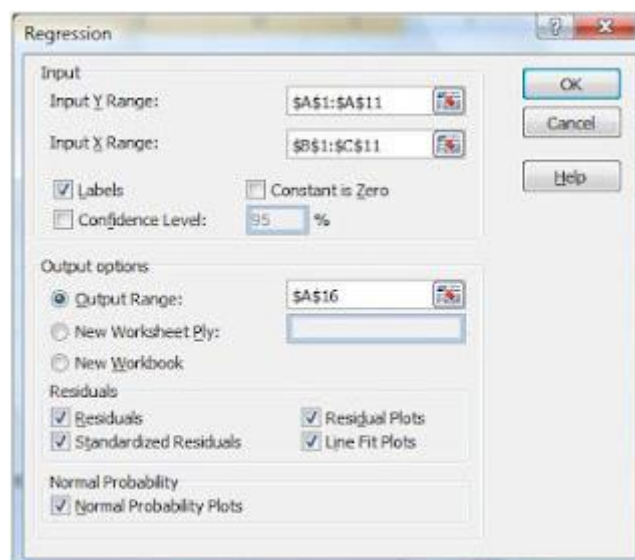 Regression
Input
Input Y Range: $A$1:$A$11
OK
Input X Range: $B$1:$C$11
Cancel
Help
Labels Constant is Zero
Confidence Level: 95 %
Output options
Output Range: $A$16
New Worksheet Ply:
New Workbook
Residuals
Residuals Residual Plots
Standardized Residuals Line Fit Plots
Normal Probability
Normal Probability Plots